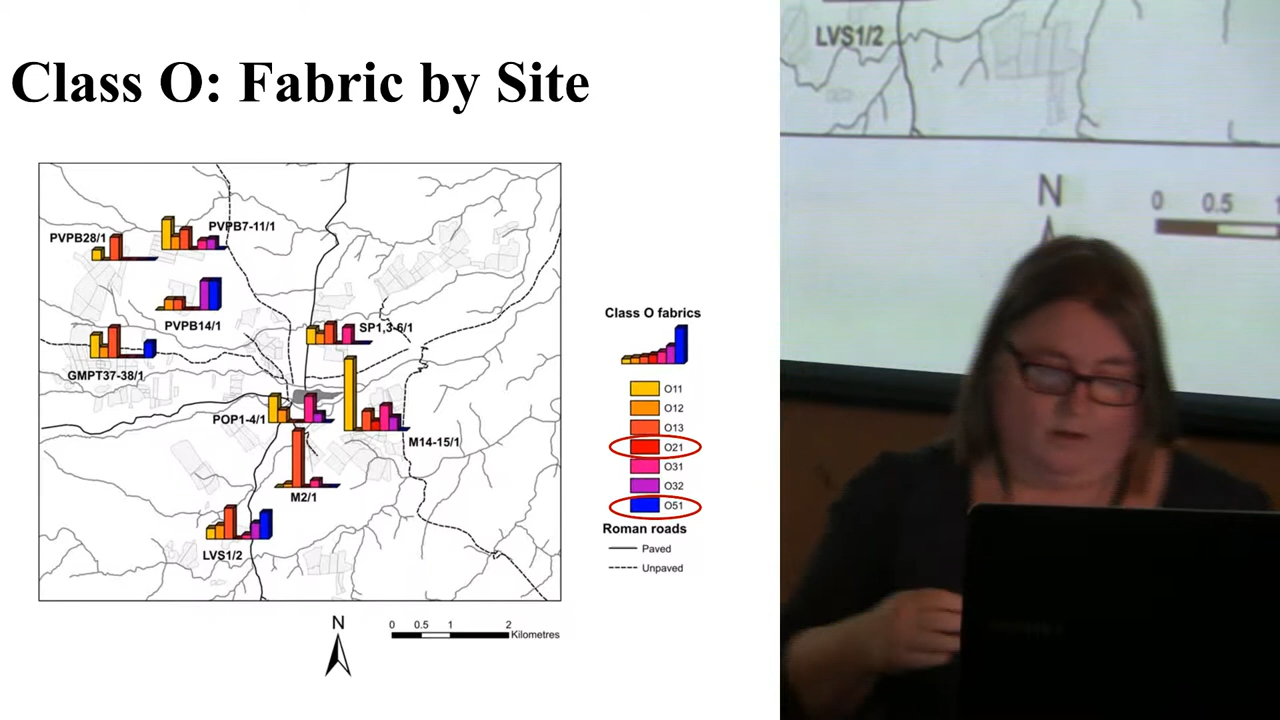 Class O: Fabric by Site
PVPB28/1
PVPB7-11/1
PVPB14/1
GMPT37-38/1
SP1,3-6/1
POP1-4/1
M14-15/1
M2/1
LVS1/2
Class O fabrics
O11
O12
O13
O21
O31
O32
O51
Roman roads
Paved
Unpaved
N
0 0.5 1 2
Kilometres
LVS1/2
N
0 0.5 1